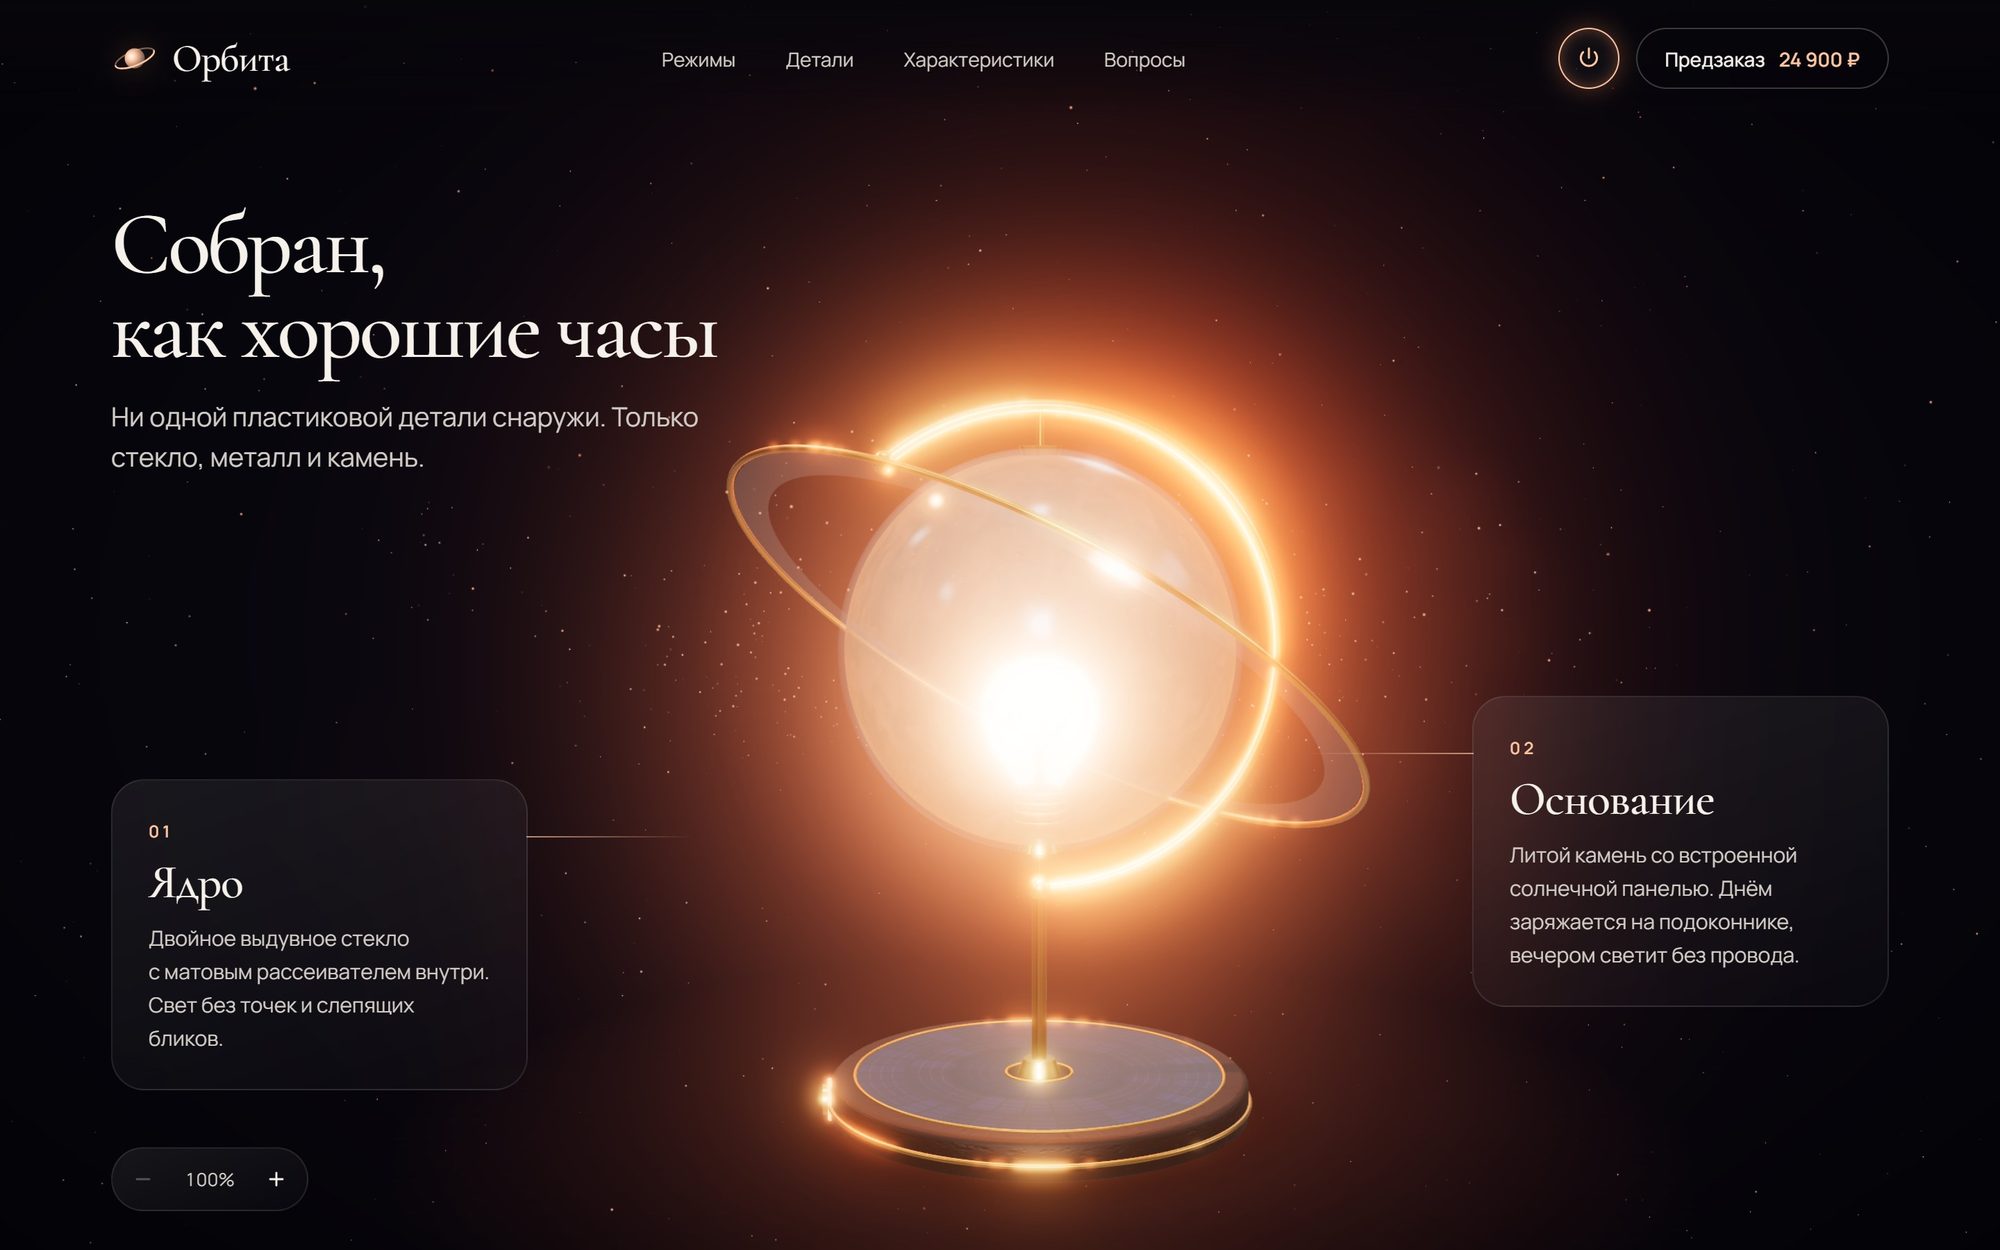 Орбита
Режимы
Детали
Характеристики
Вопросы
Предзаказ 24 900 ₽
Собран,
как хорошие часы
Ни одной пластиковой детали снаружи. Только
стекло, металл и камень.
01
Ядро
Двойное выдувное стекло
с матовым рассеивателем внутри.
Свет без точек и слепящих
бликов.
02
Основание
Литой камень со встроенной
солнечной панелью. Днём
заряжается на подоконнике,
вечером светит без провода.
− 100% +